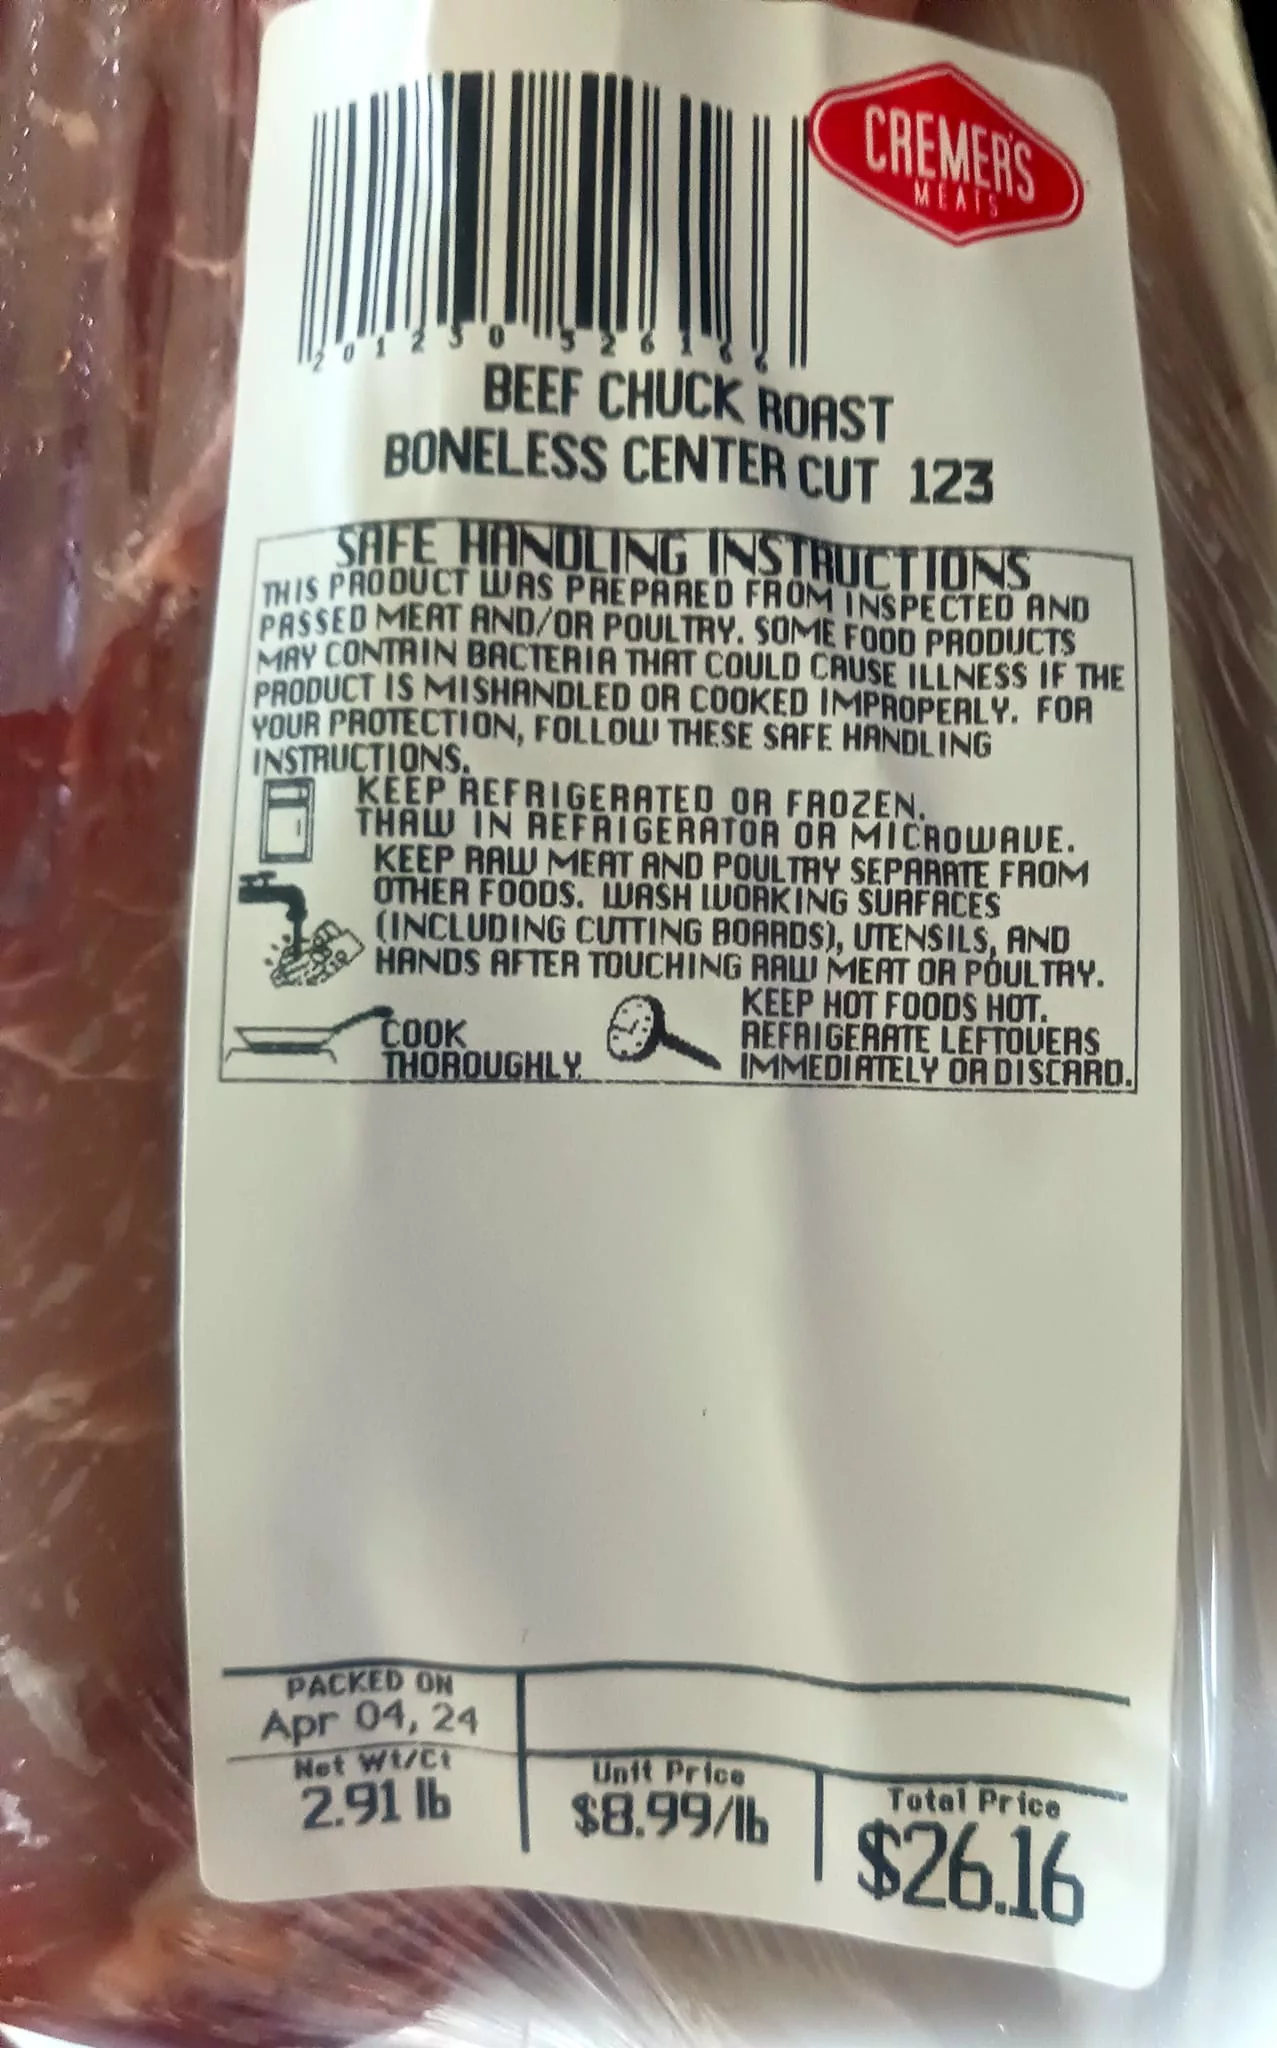 CREMER'S
MEATS
BEEF CHUCK ROAST
BONELESS CENTER CUT 123
SAFE HANDLING INSTRUCTIONS
THIS PRODUCT WAS PREPARED FROM INSPECTED AND
PASSED MEAT AND/OR POULTRY. SOME FOOD PRODUCTS
MAY CONTAIN BACTERIA THAT COULD CAUSE ILLNESS IF THE
PRODUCT IS MISHANDLED OR COOKED IMPROPERLY. FOR
YOUR PROTECTION, FOLLOW THESE SAFE HANDLING
INSTRUCTIONS.
KEEP REFRIGERATED OR FROZEN.
THAW IN REFRIGERATOR OR MICROWAVE.
KEEP RAW MEAT AND POULTRY SEPARATE FROM
OTHER FOODS. WASH WORKING SURFACES
(INCLUDING CUTTING BOARDS), UTENSILS, AND
HANDS AFTER TOUCHING RAW MEAT OR POULTRY.
COOK
THOROUGHLY.
KEEP HOT FOODS HOT.
REFRIGERATE LEFTOVERS
IMMEDIATELY OR DISCARD.
PACKED ON
Apr 04, 24
Net Wt/Ct
2.91 lb
Unit Price
$8.99/lb
Total Price
$26.16